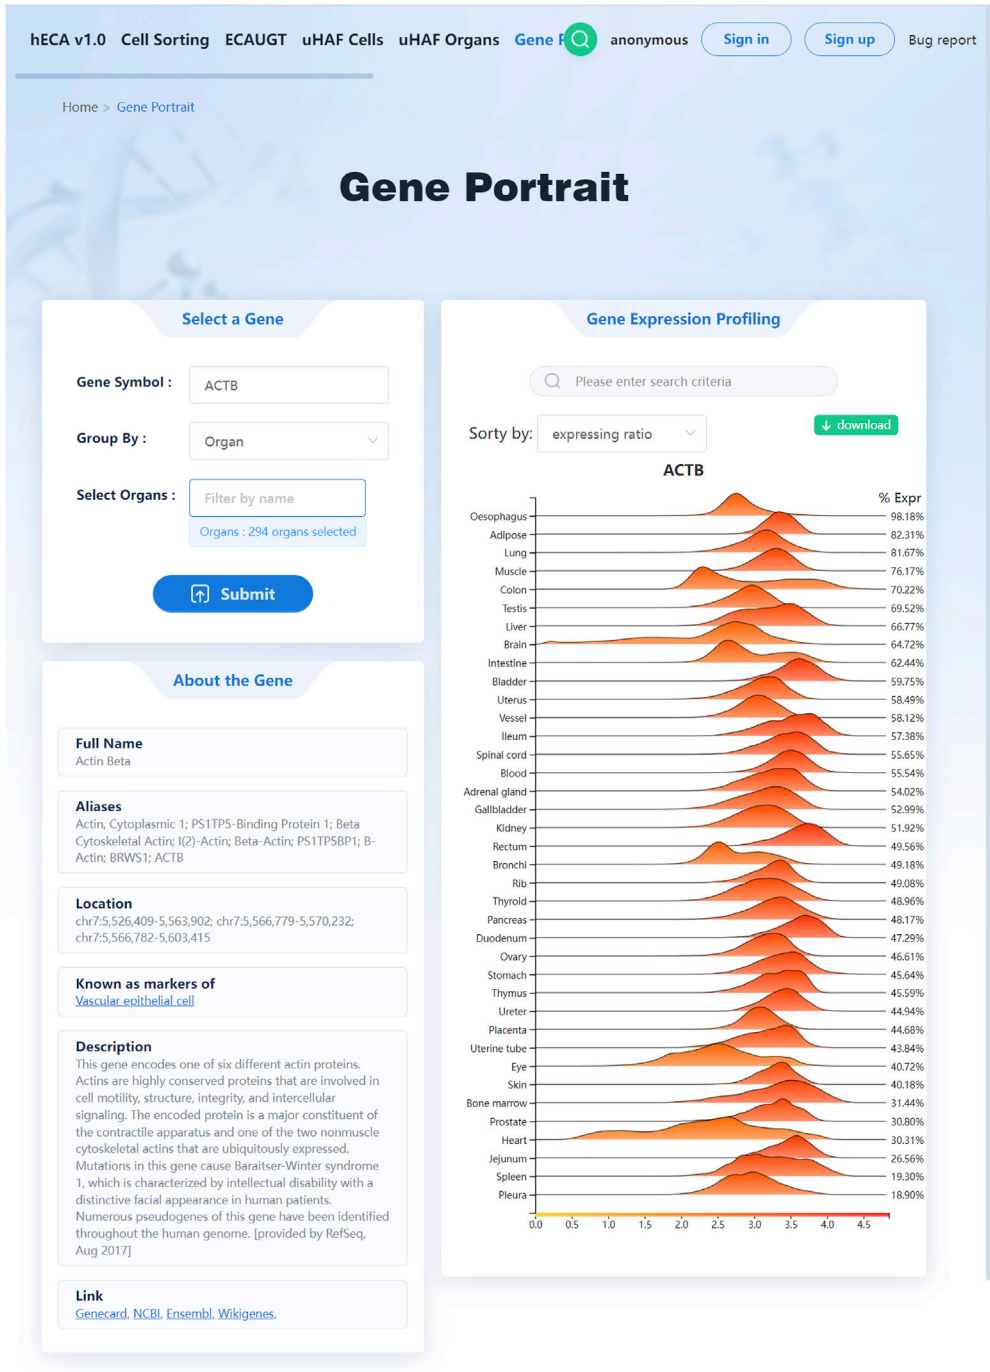 hECA v1.0 Cell Sorting ECAUGT uHAF Cells uHAF Organs Gene P anonymous Sign in Sign up Bug report
Home > Gene Portrait
Gene Portrait
Select a Gene
Gene Symbol : ACTB
Group By : Organ
Select Organs : Filter by name
Organs : 294 organs selected
Submit
About the Gene
Full Name
Actin Beta
Aliases
Actin, Cytoplasmic 1; PS1TP5-Binding Protein 1; Beta
Cytoskeletal Actin; I(2)-Actin; Beta-Actin; PS1TP5BP1; B-
Actin; BRWS1; ACTB
Location
chr7:5,526,409-5,563,902; chr7:5,566,779-5,570,232;
chr7:5,566,782-5,603,415
Known as markers of
Vascular epithelial cell
Description
This gene encodes one of six different actin proteins.
Actins are highly conserved proteins that are involved in
cell motility, structure, integrity, and intercellular
signaling. The encoded protein is a major constituent of
the contractile apparatus and one of the two nonmuscle
cytoskeletal actins that are ubiquitously expressed.
Mutations in this gene cause Baraitser-Winter syndrome
1, which is characterized by intellectual disability with a
distinctive facial appearance in human patients.
Numerous pseudogenes of this gene have been identified
throughout the human genome. [provided by RefSeq,
Aug 2017]
Link
Genecard, NCBI, Ensembl, Wikigenes,
Gene Expression Profiling
Please enter search criteria
Sorty by: expressing ratio
download
ACTB
% Expr
Oesophagus 98.18%
Adipose 82.31%
Lung 81.67%
Muscle 76.17%
Colon 70.22%
Testis 69.52%
Liver 66.77%
Brain 64.72%
Intestine 62.44%
Bladder 59.75%
Uterus 58.49%
Vessel 58.12%
Ileum 57.38%
Spinal cord 55.65%
Blood 55.54%
Adrenal gland 54.02%
Gallbladder 52.99%
Kidney 51.92%
Rectum 49.56%
Bronchi 49.18%
Rib 49.08%
Thyroid 48.96%
Pancreas 48.17%
Duodenum 47.29%
Ovary 46.61%
Stomach 45.64%
Thymus 45.59%
Ureter 44.94%
Placenta 44.68%
Uterine tube 43.84%
Eye 40.72%
Skin 40.18%
Bone marrow 31.44%
Prostate 30.80%
Heart 30.31%
Jejunum 26.56%
Spleen 19.30%
Pleura 18.90%
0.0 0.5 1.0 1.5 2.0 2.5 3.0 3.5 4.0 4.5